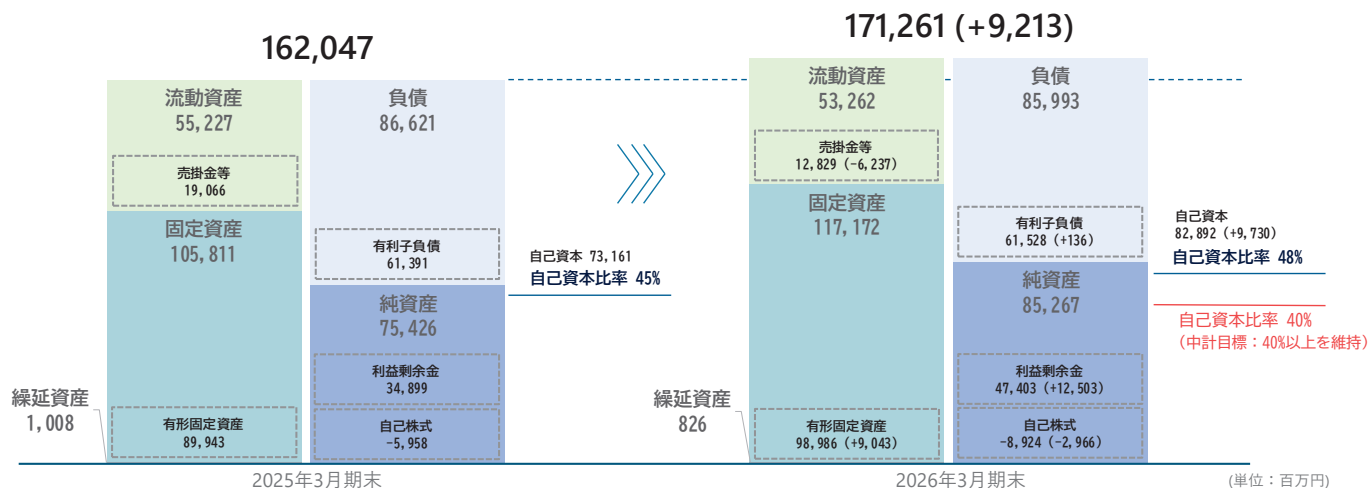 162,047
流動資産
55,227
売掛金等
19,066
固定資産
105,811
有形固定資産
89,943
繰延資産
1,008
負債
86,621
有利子負債
61,391
純資産
75,426
利益剰余金
34,899
自己株式
-5,958
自己資本 73,161
自己資本比率 45%
2025年3月期末
171,261 (+9,213)
流動資産
53,262
売掛金等
12,829（-6,237）
固定資産
117,172
有形固定資産
98,986（+9,043）
繰延資産
826
負債
85,993
有利子負債
61,528（+136）
純資産
85,267
利益剰余金
47,403（+12,503）
自己株式
-8,924（-2,966）
自己資本
82,892（+9,730）
自己資本比率 48%
自己資本比率 40%
（中計目標：40%以上を維持）
2026年3月期末
(単位：百万円)